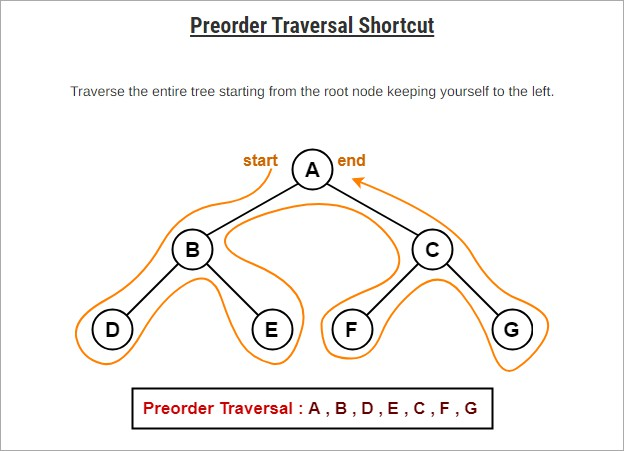 Preorder Traversal Shortcut
Traverse the entire tree starting from the root node keeping yourself to the left.
start A end
B C
D E F G
Preorder Traversal : A , B , D , E , C , F , G